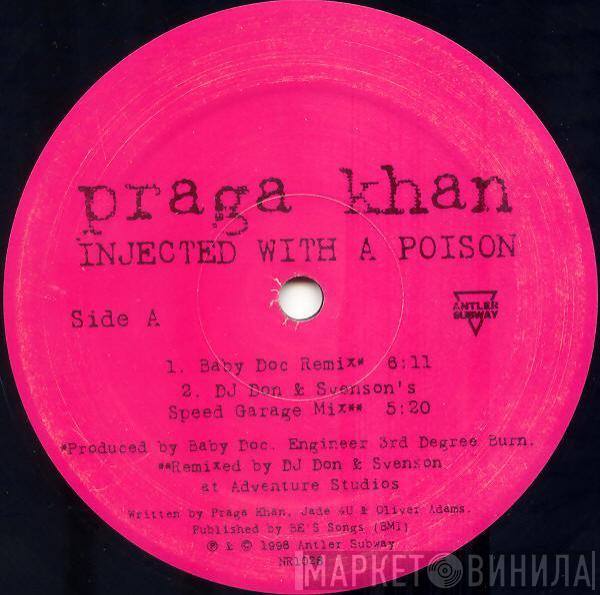 praga khan
INJECTED WITH A POISON
Side A
ANTLER
SUBWAY
1. Baby Doc Remix* 6:11
2. DJ Don & Svenson's
Speed Garage Mix** 5:20
*Produced by Baby Doc. Engineer 3rd Degree Burn.
**Remixed by DJ Don & Svenson
at Adventure Studios
Written by Praga Khan, Jade 4U & Oliver Adams.
Published by BE'S Songs (BMI)
℗ & © 1998 Antler Subway
NR1026
МАРКЕТ ВИНИЛА